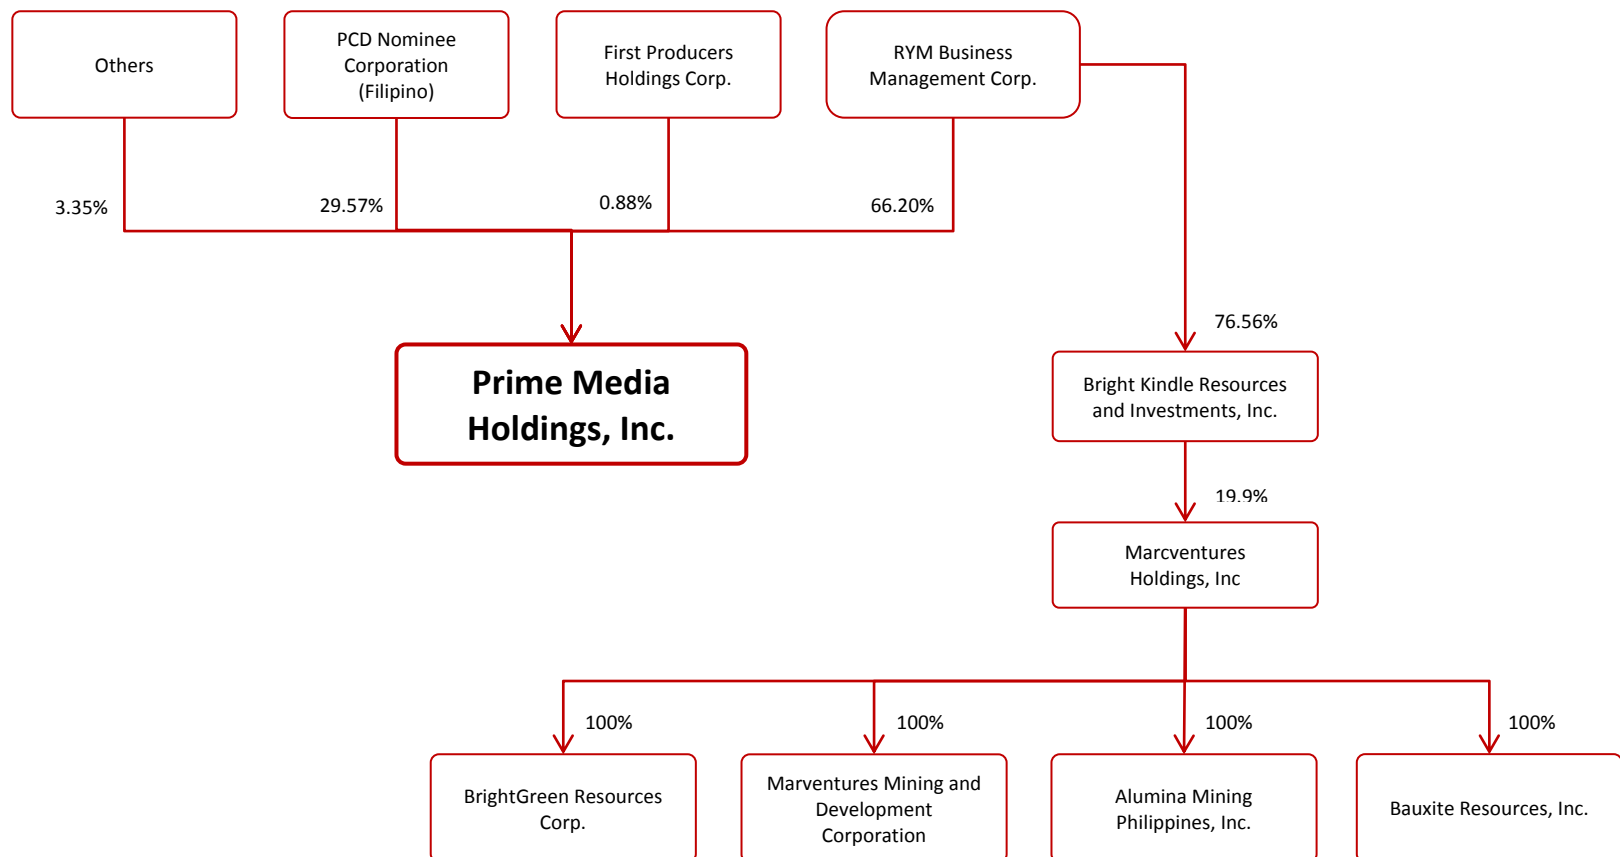 Others
PCD Nominee
Corporation
(Filipino)
First Producers
Holdings Corp.
RYM Business
Management Corp.
3.35%
29.57%
0.88%
66.20%
76.56%
Prime Media
Holdings, Inc.
Bright Kindle Resources
and Investments, Inc.
19.9%
Marcventures
Holdings, Inc
100%
100%
100%
100%
BrightGreen Resources
Corp.
Marventures Mining and
Development
Corporation
Alumina Mining
Philippines, Inc.
Bauxite Resources, Inc.